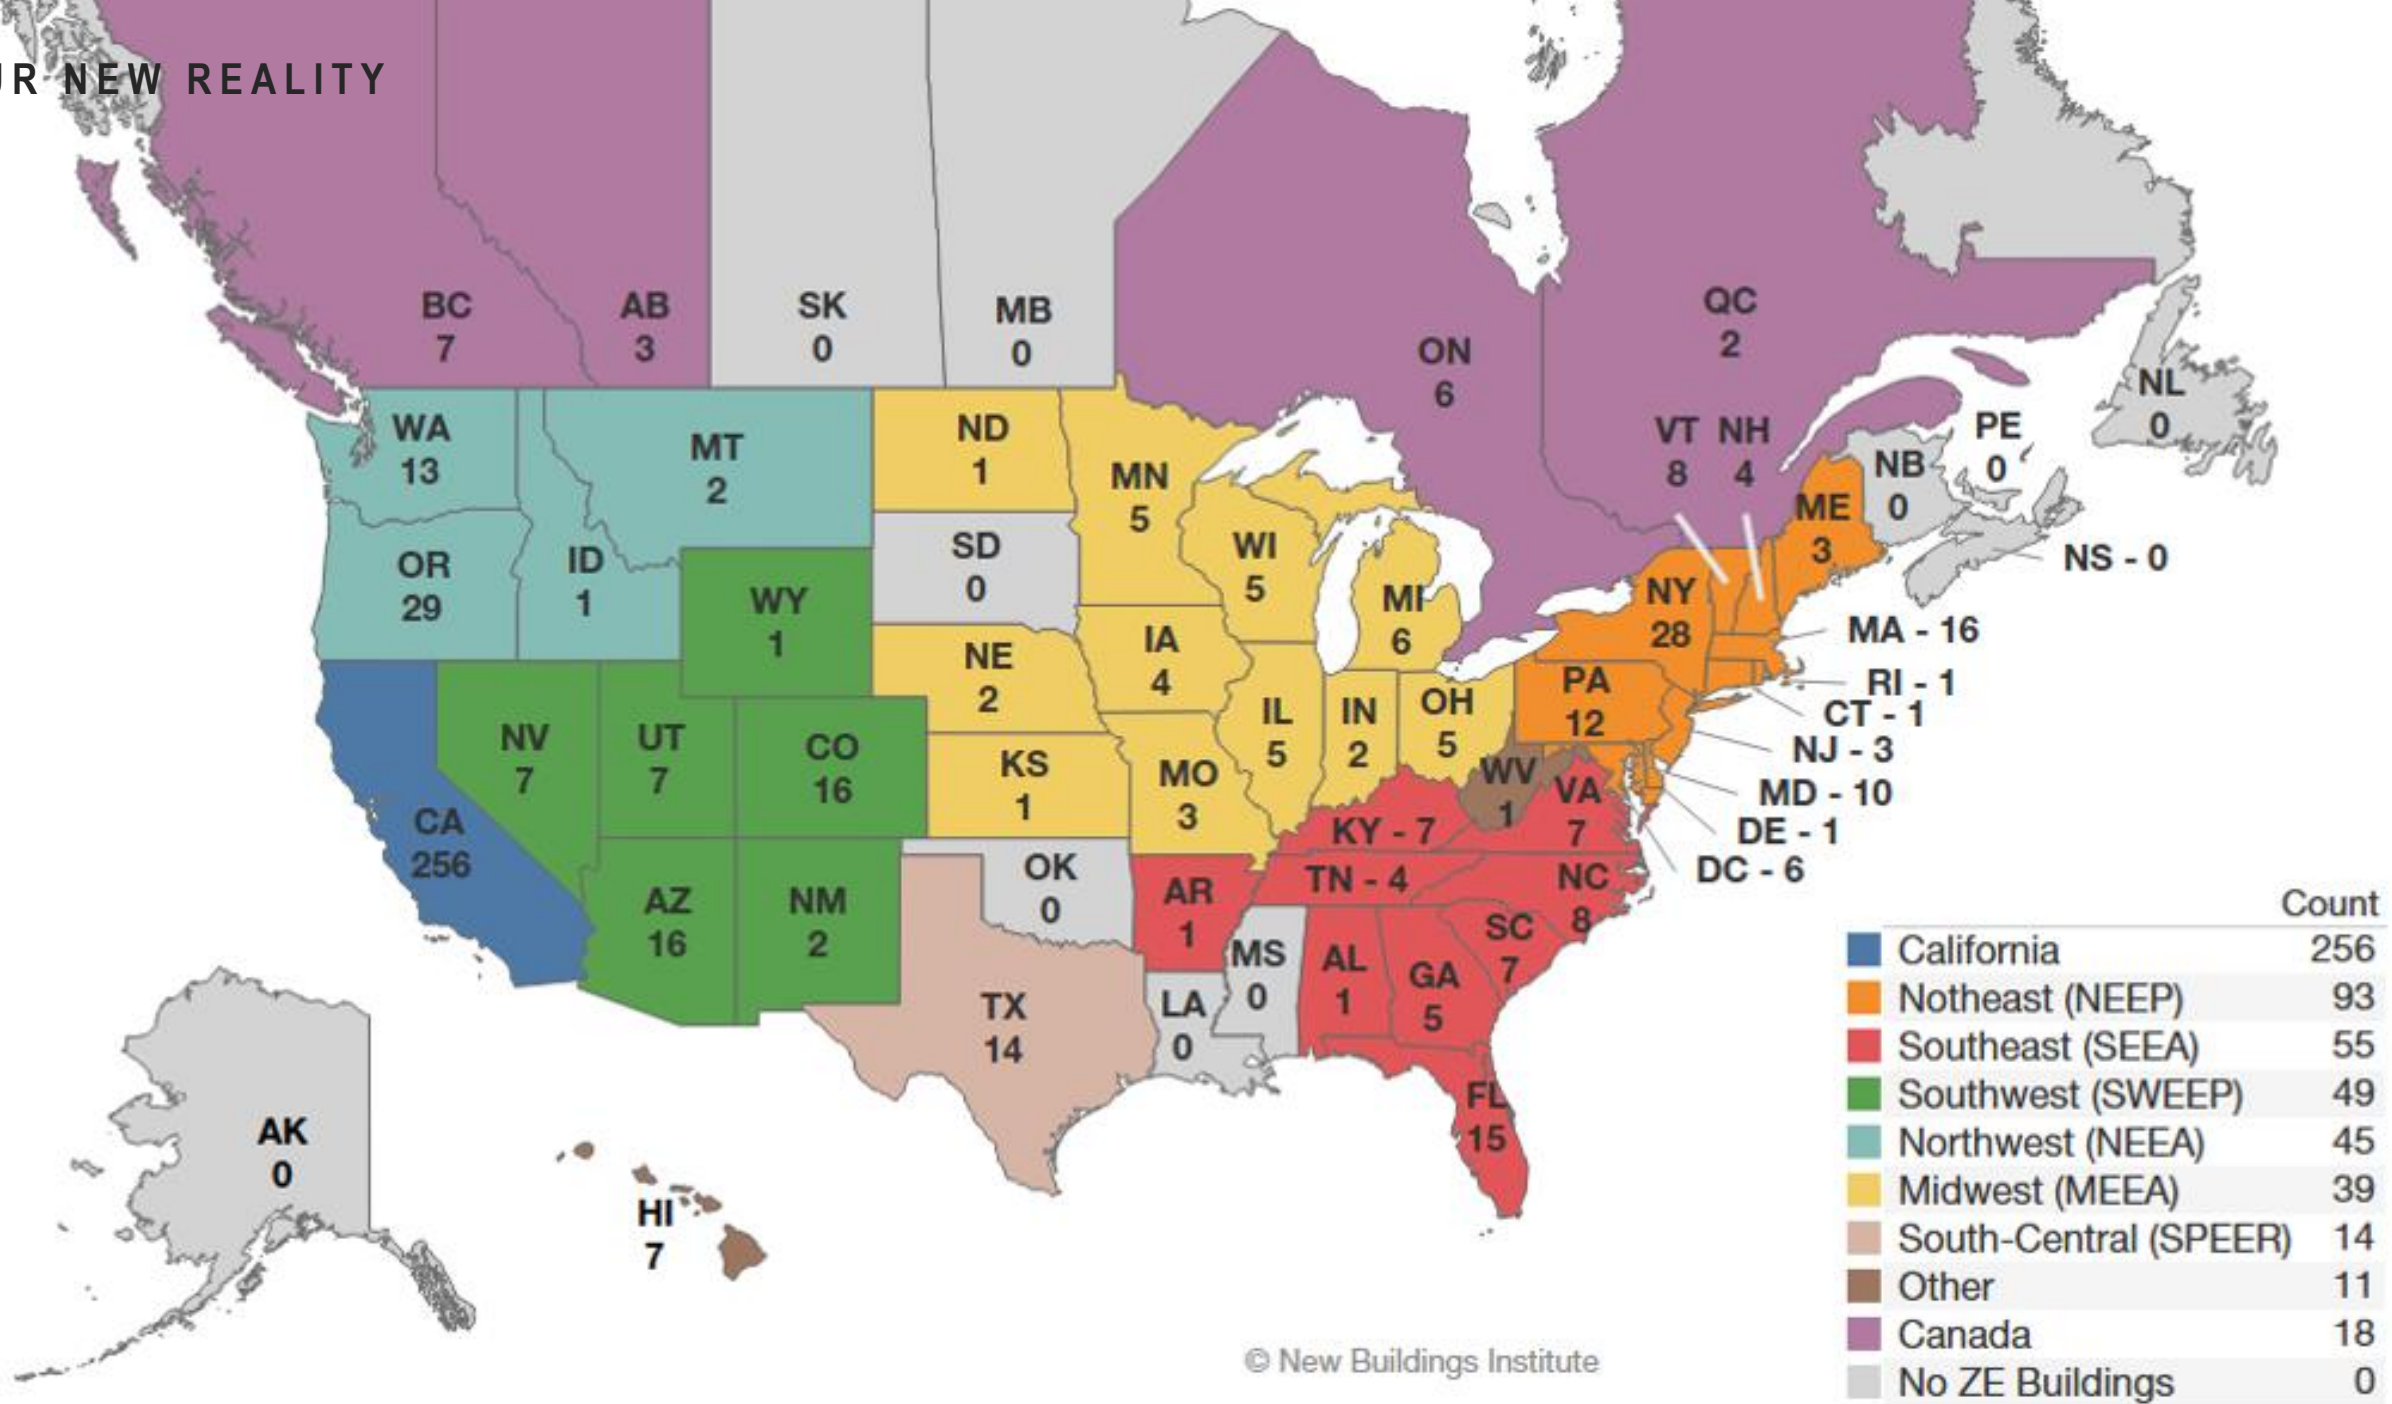 UR NEW REALITY
BC
7
AB
3
SK
0
MB
0
ON
6
QC
2
NL
0
VT
8
NH
4
PE
0
NB
0
ME
3
NS - 0
WA
13
MT
2
ND
1
MN
5
OR
29
ID
1
WY
1
SD
0
WI
5
MI
6
NY
28
MA - 16
RI - 1
CT - 1
NJ - 3
MD - 10
DE - 1
DC - 6
NE
2
IA
4
PA
12
NV
7
UT
7
CO
16
KS
1
MO
3
IL
5
IN
2
OH
5
WV
1
VA
7
KY - 7
CA
256
AZ
16
NM
2
OK
0
AR
1
TN - 4
NC
8
SC
7
MS
0
AL
1
GA
5
TX
14
LA
0
FL
15
AK
0
HI
7
Count
California 256
Notheast (NEEP) 93
Southeast (SEEA) 55
Southwest (SWEEP) 49
Northwest (NEEA) 45
Midwest (MEEA) 39
South-Central (SPEER) 14
Other 11
Canada 18
No ZE Buildings 0
© New Buildings Institute